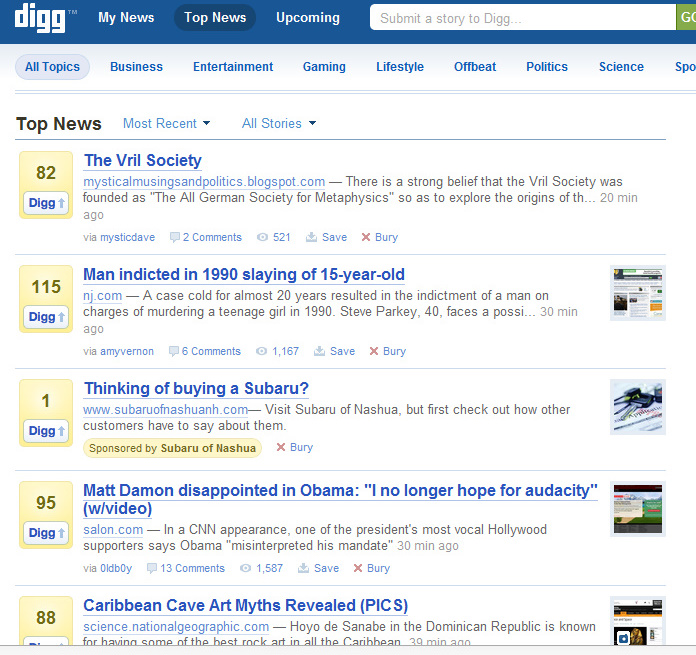 digg™ My News Top News Upcoming Submit a story to Digg... GO
All Topics Business Entertainment Gaming Lifestyle Offbeat Politics Science Spo
Top News Most Recent All Stories
82
Digg
The Vril Society
mysticalmusingsandpolitics.blogspot.com — There is a strong belief that the Vril Society was
founded as "The All German Society for Metaphysics" so as to explore the origins of th... 20 min
ago
via mysticdave 2 Comments 521 Save Bury
115
Digg
Man indicted in 1990 slaying of 15-year-old
nj.com — A case cold for almost 20 years resulted in the indictment of a man on
charges of murdering a teenage girl in 1990. Steve Parkey, 40, faces a possi... 30 min
ago
via amyvernon 6 Comments 1,167 Save Bury
1
Digg
Thinking of buying a Subaru?
www.subaruofnashuanh.com— Visit Subaru of Nashua, but first check out how other
customers have to say about them.
Sponsored by Subaru of Nashua Bury
95
Digg
Matt Damon disappointed in Obama: "I no longer hope for audacity"
(w/video)
salon.com — In a CNN appearance, one of the president's most vocal Hollywood
supporters says Obama "misinterpreted his mandate" 30 min ago
via 0ldb0y 13 Comments 1,587 Save Bury
88
Digg
Caribbean Cave Art Myths Revealed (PICS)
science.nationalgeographic.com — Hoyo de Sanabe in the Dominican Republic is known
for having some of the best rock art in all the Caribbean. 39 min ago